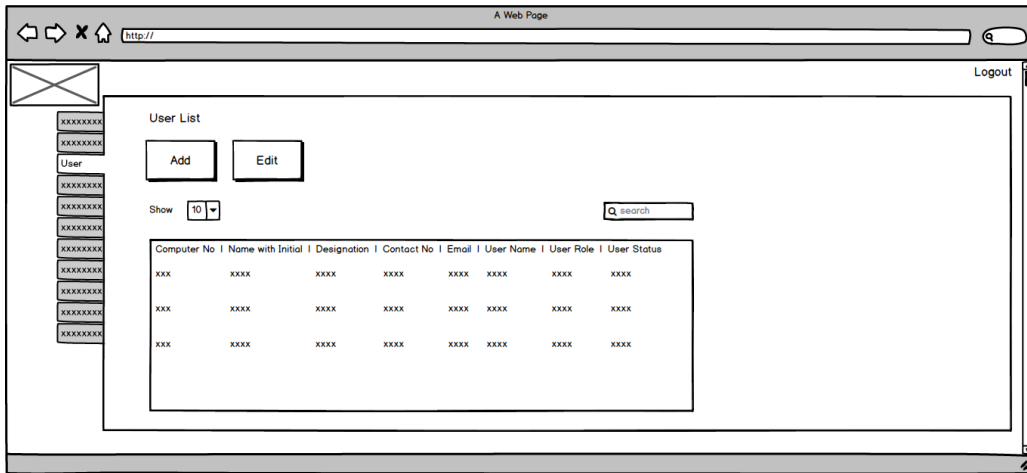 A Web Page
http://
Logout
xxxxxxxx
xxxxxxxx
User
xxxxxxxx
xxxxxxxx
xxxxxxxx
xxxxxxxx
xxxxxxxx
xxxxxxxx
xxxxxxxx
xxxxxxxx
User List
Add Edit
Show 10 search
Computer No | Name with Initial | Designation | Contact No | Email | User Name | User Role | User Status
xxx xxxx xxxx xxxx xxxx xxxx xxxx xxxx
xxx xxxx xxxx xxxx xxxx xxxx xxxx xxxx
xxx xxxx xxxx xxxx xxxx xxxx xxxx xxxx